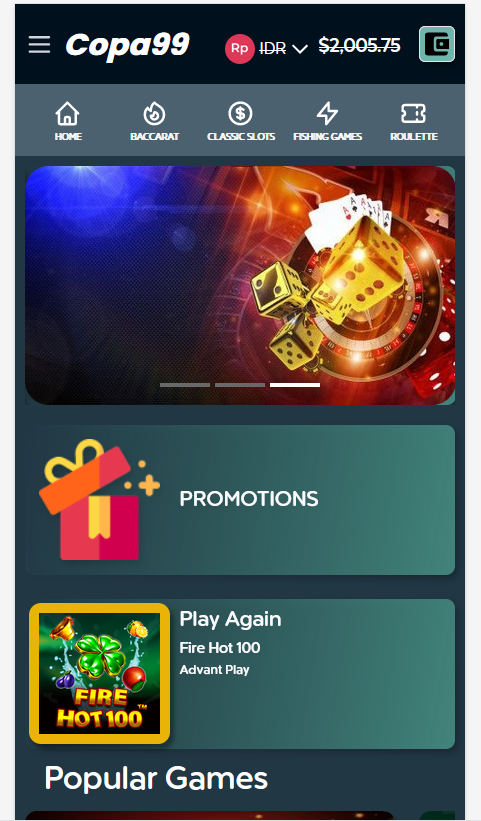 Copa99
Rp IDR $2,005.75
HOME BACCARAT CLASSIC SLOTS FISHING GAMES ROULETTE
PROMOTIONS
Play Again
Fire Hot 100
Advant Play
FIRE
HOT 100™
Popular Games